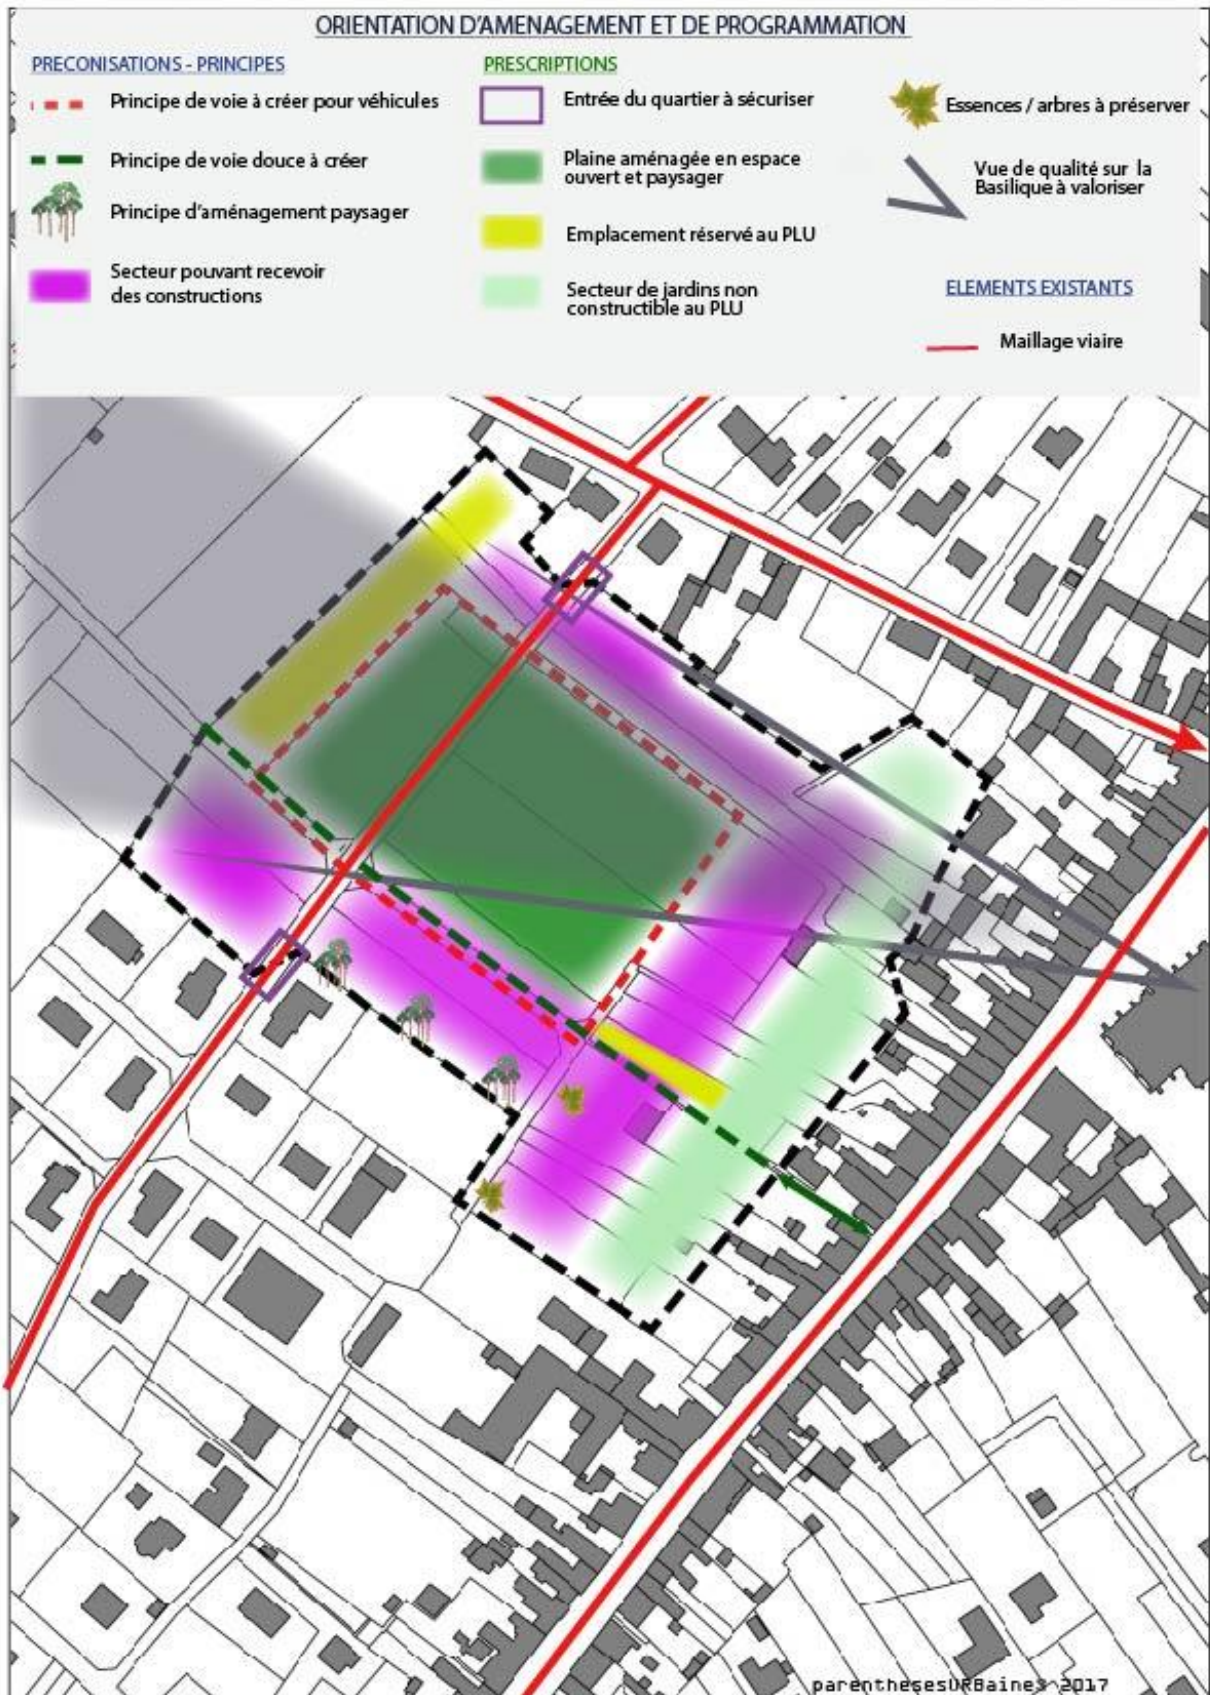 ORIENTATION D'AMENAGEMENT ET DE PROGRAMMATION
PRECONISATIONS - PRINCIPES
Principe de voie à créer pour véhicules
Principe de voie douce à créer
Principe d'aménagement paysager
Secteur pouvant recevoir
des constructions
PRESCRIPTIONS
Entrée du quartier à sécuriser
Plaine aménagée en espace
ouvert et paysager
Emplacement réservé au PLU
Secteur de jardins non
constructible au PLU
Essences / arbres à préserver
Vue de qualité sur la
Basilique à valoriser
ELEMENTS EXISTANTS
Maillage viaire
parenthesesURBaineS 2017